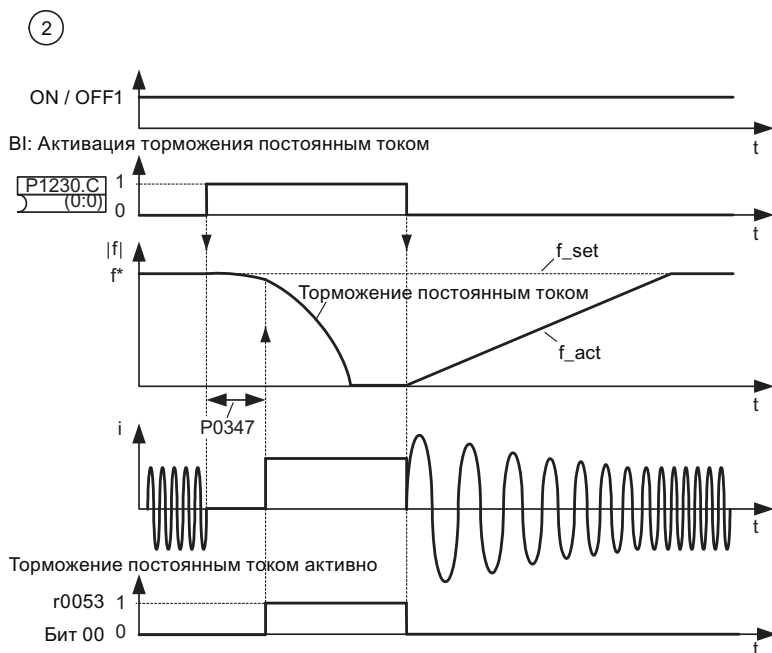 2
ON / OFF1
t
BI: Активация торможения постоянным током
P1230.C
(0:0)
1
0
t
|f|
f*
f_set
Торможение постоянным током
f_act
t
P0347
i
t
Торможение постоянным током активно
r0053 1
Бит 00 0
t